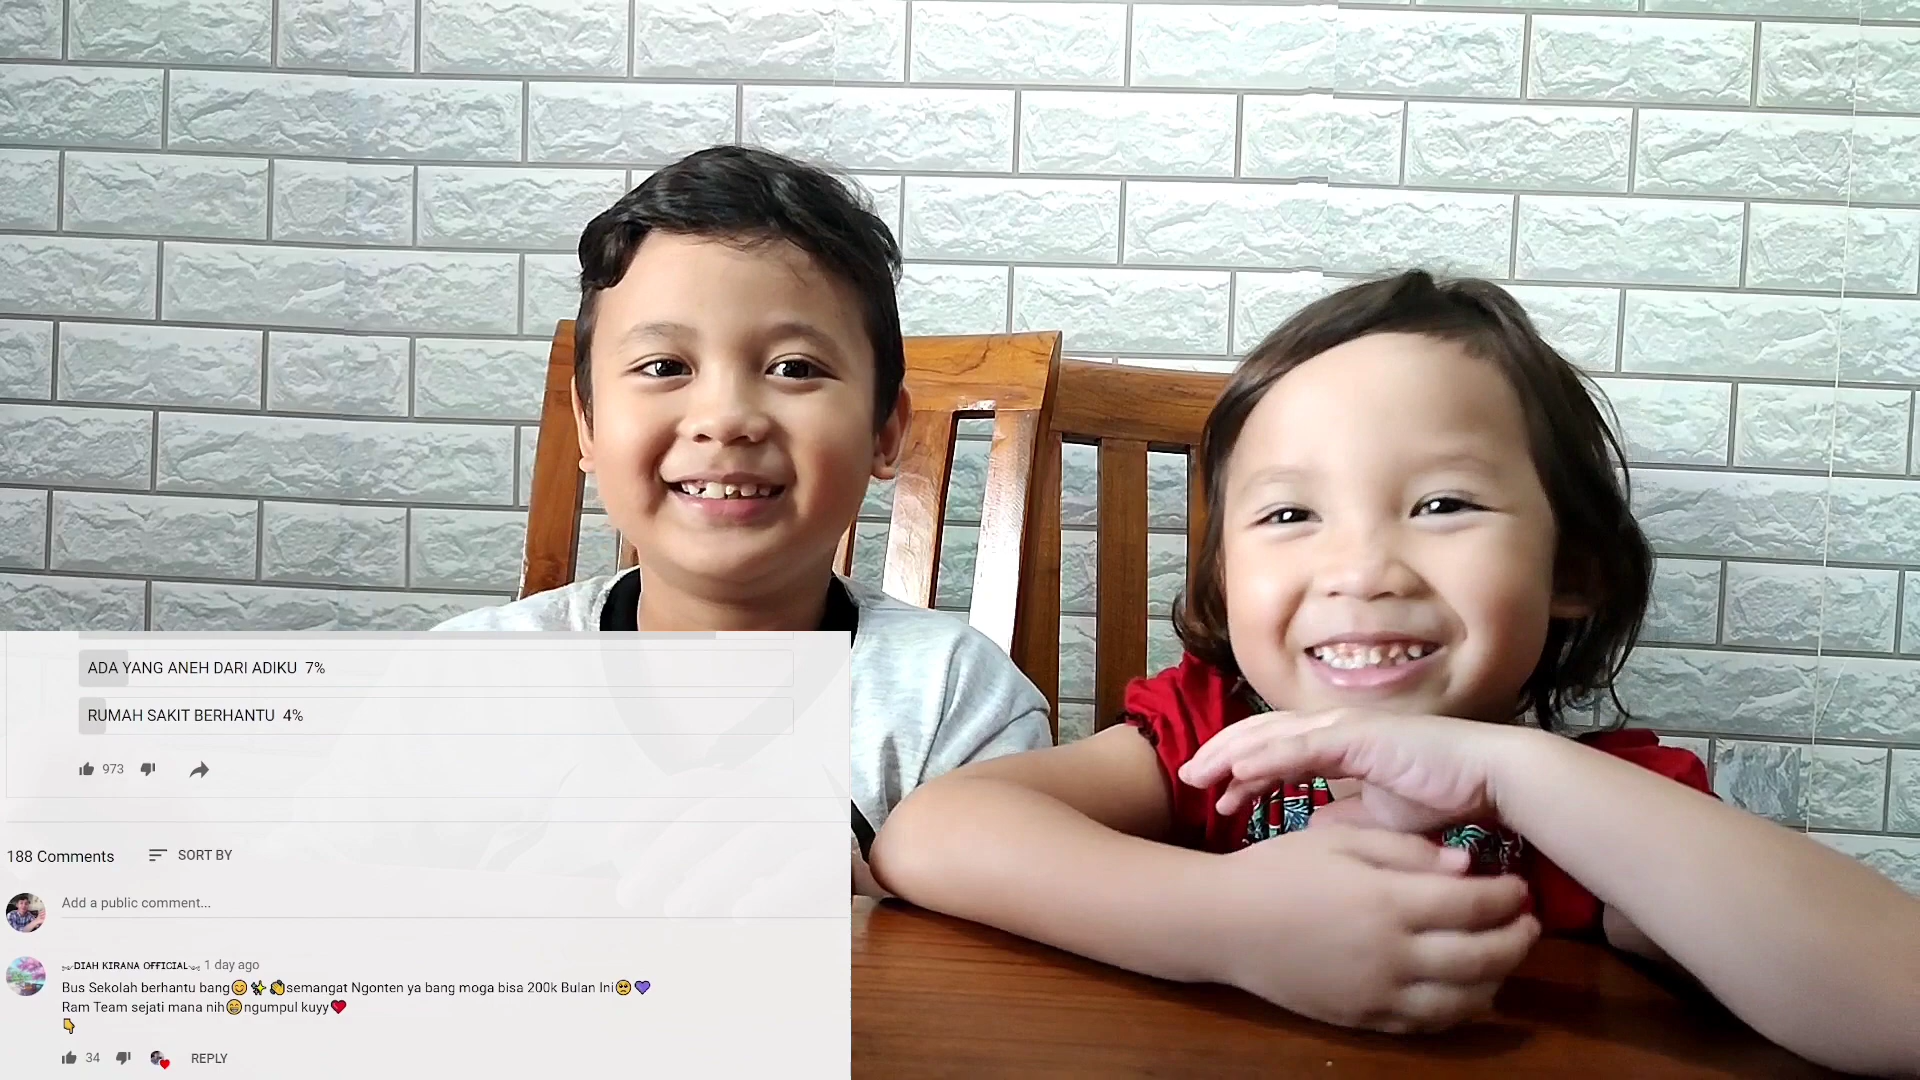 ADA YANG ANEH DARI ADIKU 7%
RUMAH SAKIT BERHANTU 4%
973
188 Comments SORT BY
Add a public comment...
DIAH KIRANA OFFICIAL 1 day ago
Bus Sekolah berhantu bang😊✨👏semangat Ngonten ya bang moga bisa 200k Bulan Ini🥺💜
Ram Team sejati mana nih😁ngumpul kuyy❤️
👇
34 REPLY